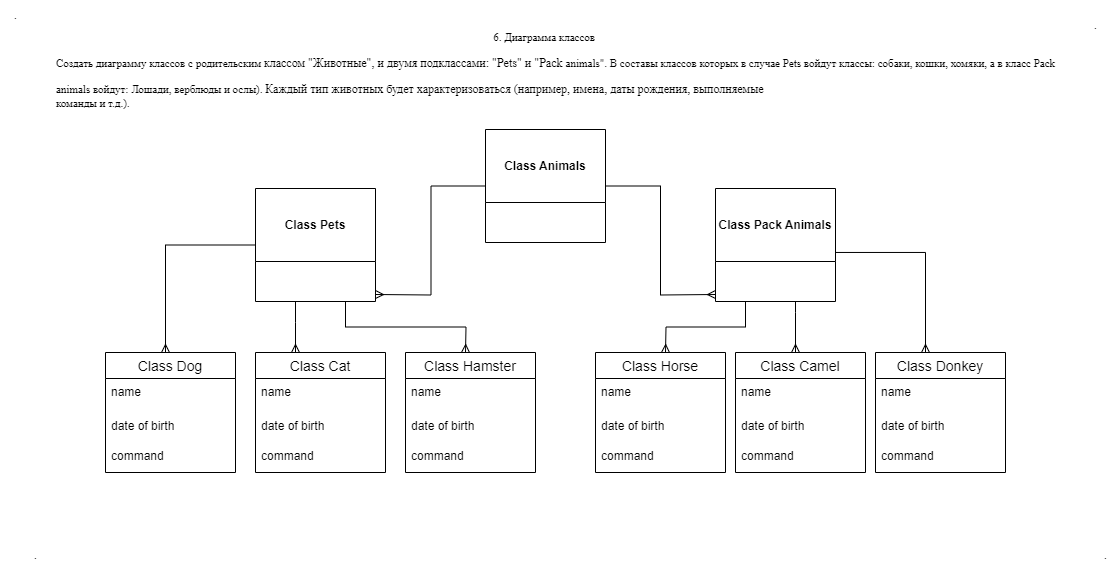 6. Диаграмма классов
Создать диаграмму классов с родительским классом "Животные", и двумя подклассами: "Pets" и "Pack animals". В составы классов которых в случае Pets войдут классы: собаки, кошки, хомяки, а в класс Pack
animals войдут: Лошади, верблюды и ослы). Каждый тип животных будет характеризоваться (например, имена, даты рождения, выполняемые
команды и т.д.).
Class Animals
Class Pets
Class Pack Animals
Class Dog
name
date of birth
command
Class Cat
name
date of birth
command
Class Hamster
name
date of birth
command
Class Horse
name
date of birth
command
Class Camel
name
date of birth
command
Class Donkey
name
date of birth
command